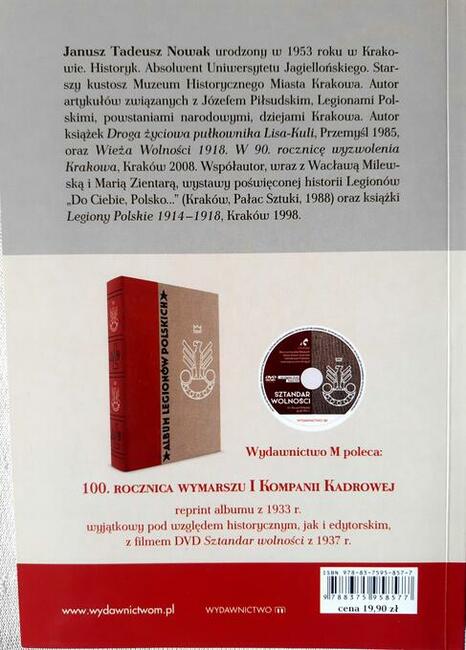 Janusz Tadeusz Nowak urodzony w 1953 roku w Krako-
wie. Historyk. Absolwent Uniwersytetu Jagiellońskiego. Star-
szy kustosz Muzeum Historycznego Miasta Krakowa. Autor
artykułów związanych z Józefem Piłsudskim, Legionami Pol-
skimi, powstaniami narodowymi, dziejami Krakowa. Autor
książek Droga życiowa pułkownika Lisa-Kuli, Przemyśl 1985,
oraz Wieża Wolności 1918. W 90. rocznicę wyzwolenia
Krakowa, Kraków 2008. Współautor, wraz z Wacławą Milew-
ską i Marią Zientarą, wystawy poświęconej historii Legionów
„Do Ciebie, Polsko...” (Kraków, Pałac Sztuki, 1988) oraz książki
Legiony Polskie 1914–1918, Kraków 1998.
ALBUM LEGIONÓW POLSKICH
DVD
SZTANDAR
WOLNOŚCI
WYDAWNICTWO m
Wydawnictwo M poleca:
100. ROCZNICA WYMARSZU I KOMPANII KADROWEJ
reprint albumu z 1933 r.
wyjątkowy pod względem historycznym, jak i edytorskim,
z filmem DVD Sztandar wolności z 1937 r.
ISBN 978-83-7595-857-7
9 788375 958577
cena 19,90 zł
www.wydawnictwom.pl
WYDAWNICTWO m